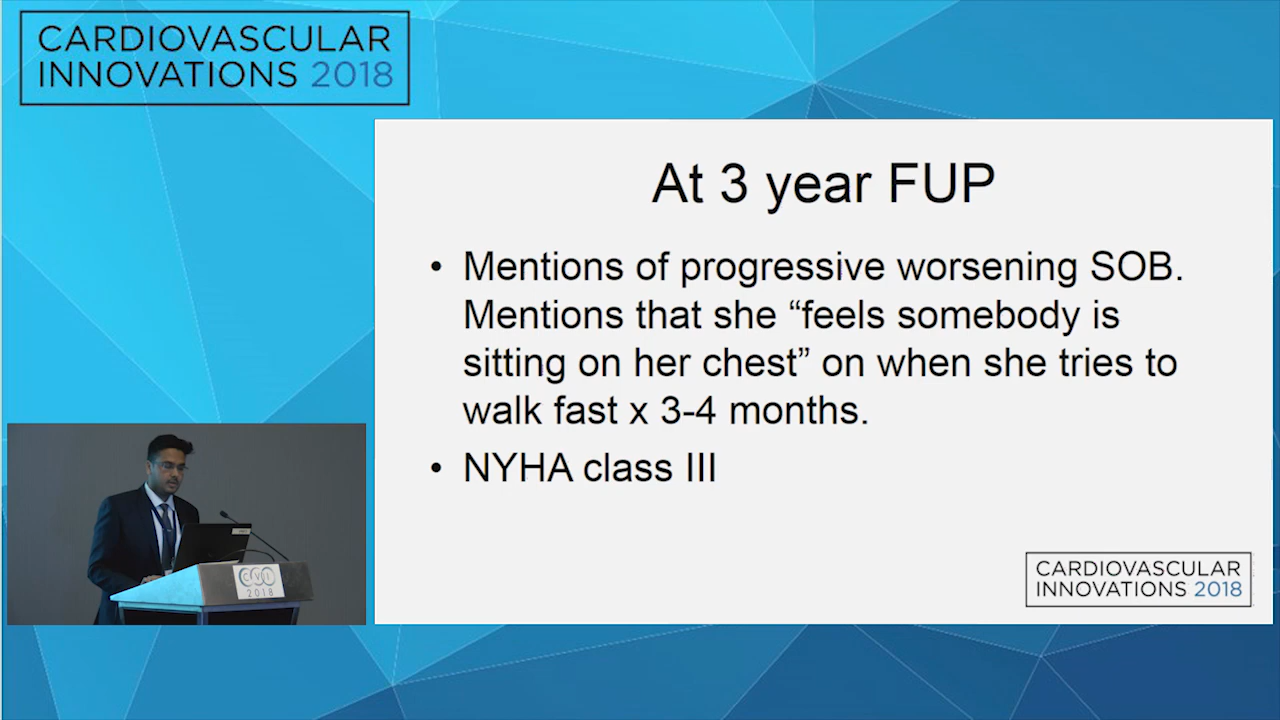 CARDIOVASCULAR
INNOVATIONS 2018
At 3 year FUP
• Mentions of progressive worsening SOB.
Mentions that she “feels somebody is
sitting on her chest” on when she tries to
walk fast x 3-4 months.
• NYHA class III
CVI
2018
CARDIOVASCULAR
INNOVATIONS 2018